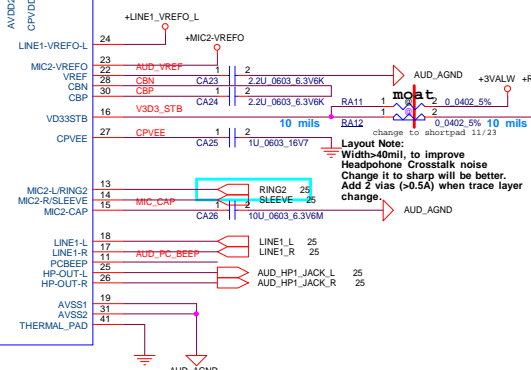 AVDD2
CPVDD
+LINE1_VREFO_L
LINE1-VREFO-L 24
+MIC2-VREFO
MIC2-VREFO 23
VREF 22 AUD_VREF 1 2 AUD_AGND
CBN 28 CBN CA23 2.2U_0603_6.3V6K
CBP 30 CBP 1 2
CA24 2.2U_0603_6.3V6K
+3VALW
moat
VD33STB 16 V3D3_STB
RA11 1 2 0_0402_5%
RA12 1 2 0_0402_5%
10 mils
10 mils
change to shortpad 11/23
CPVEE 27 CPVEE 1 2
CA25 1U_0603_16V7
Layout Note:
Width>40mil, to improve
Headpohone Crosstalk noise
Change it to sharp will be better.
Add 2 vias (>0.5A) when trace layer
change.
MIC2-L/RING2 13 RING2 25
MIC2-R/SLEEVE 14 SLEEVE 25
MIC2-CAP 15 MIC_CAP 1 2 AUD_AGND
CA26 10U_0603_6.3V6M
LINE1-L 18 LINE1_L 25
LINE1-R 17 LINE1_R 25
PCBEEP 11 AUD_PC_BEEP
HP-OUT-L 25 AUD_HP1_JACK_L 25
HP-OUT-R 26 AUD_HP1_JACK_R 25
AVSS1 19
AVSS2 31
THERMAL_PAD 41
AUD_AGND